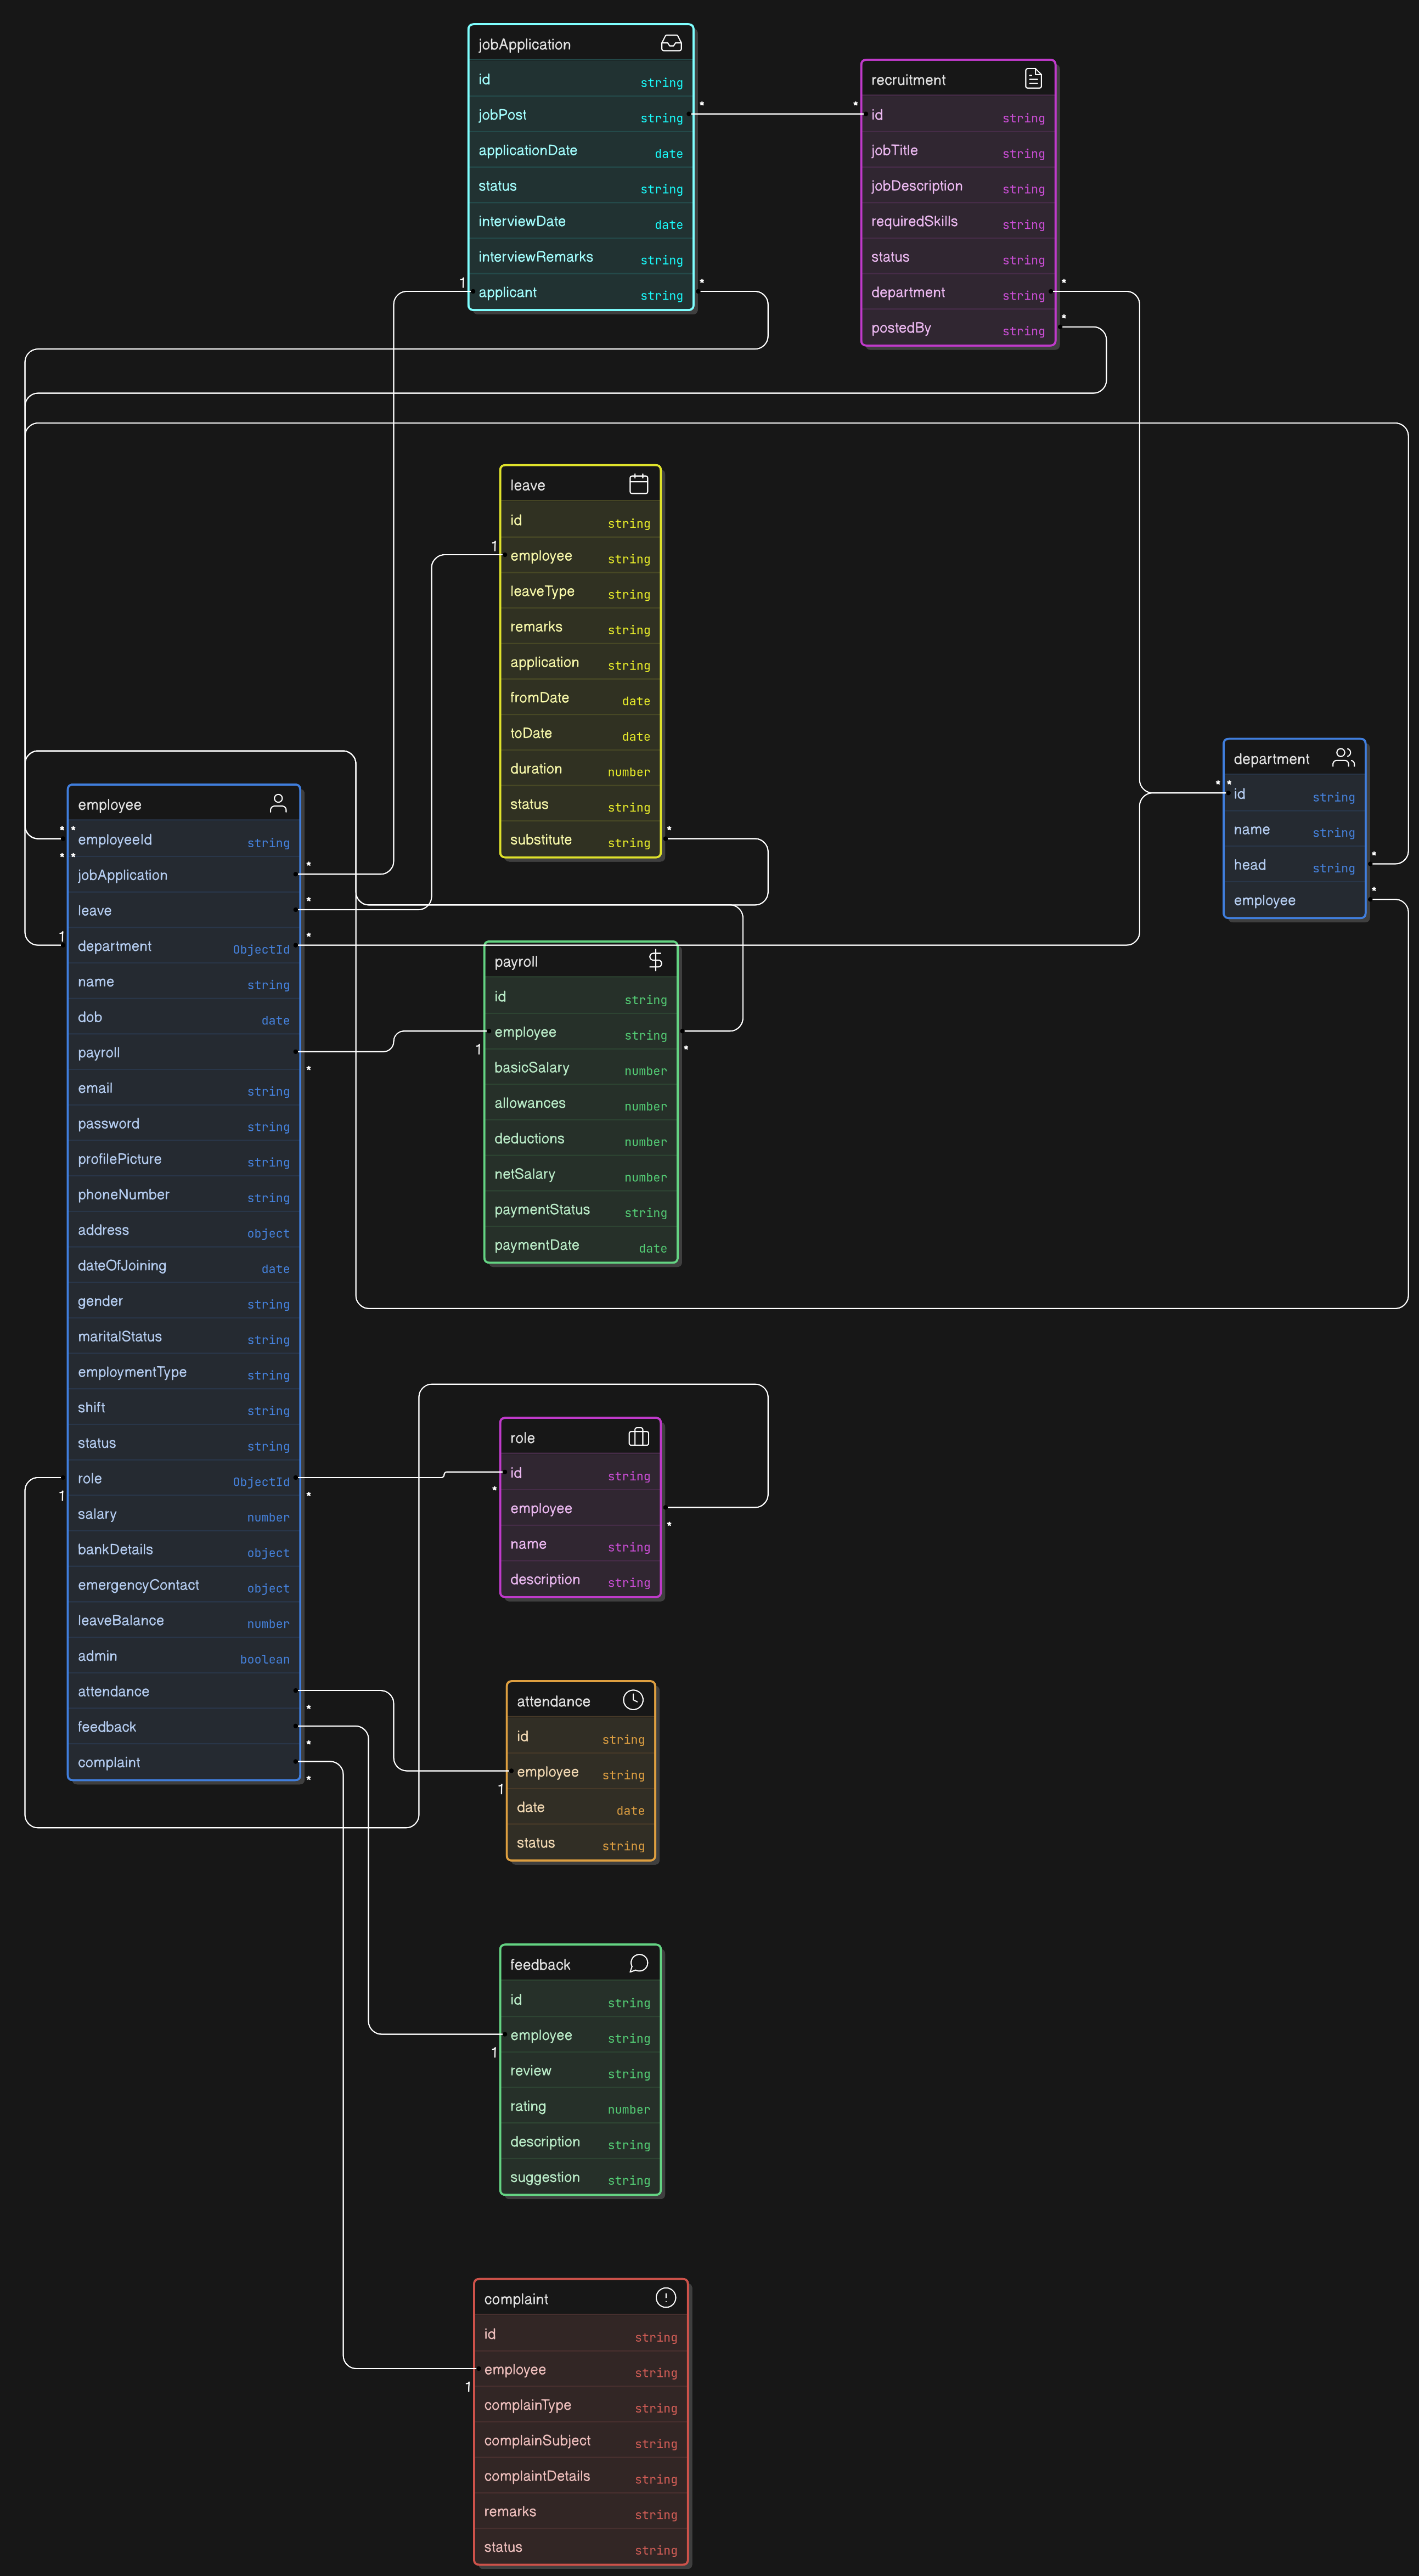 jobApplication
id string
jobPost string
applicationDate date
status string
interviewDate date
interviewRemarks string
1 applicant string
*
*
recruitment
* id string
jobTitle string
jobDescription string
requiredSkills string
status string
department string
postedBy string
*
*
leave
id string
1 employee string
leaveType string
remarks string
application string
fromDate date
toDate date
duration number
status string
substitute string
*
department
* * id string
name string
head string
employee
*
*
employee
* * employeeId string
* * jobApplication
leave
1 department ObjectId
name string
dob date
payroll
email string
password string
profilePicture string
phoneNumber string
address object
dateOfJoining date
gender string
maritalStatus string
employmentType string
shift string
status string
role ObjectId
1
salary number
bankDetails object
emergencyContact object
leaveBalance number
admin boolean
attendance
feedback
complaint
*
*
*
*
*
*
*
*
payroll
id string
employee string
1 *
basicSalary number
allowances number
deductions number
netSalary number
paymentStatus string
paymentDate date
role
id string
*
employee
*
name string
description string
attendance
id string
employee string
1
date date
status string
feedback
id string
employee string
1
review string
rating number
description string
suggestion string
complaint
id string
employee string
1
complainType string
complainSubject string
complaintDetails string
remarks string
status string